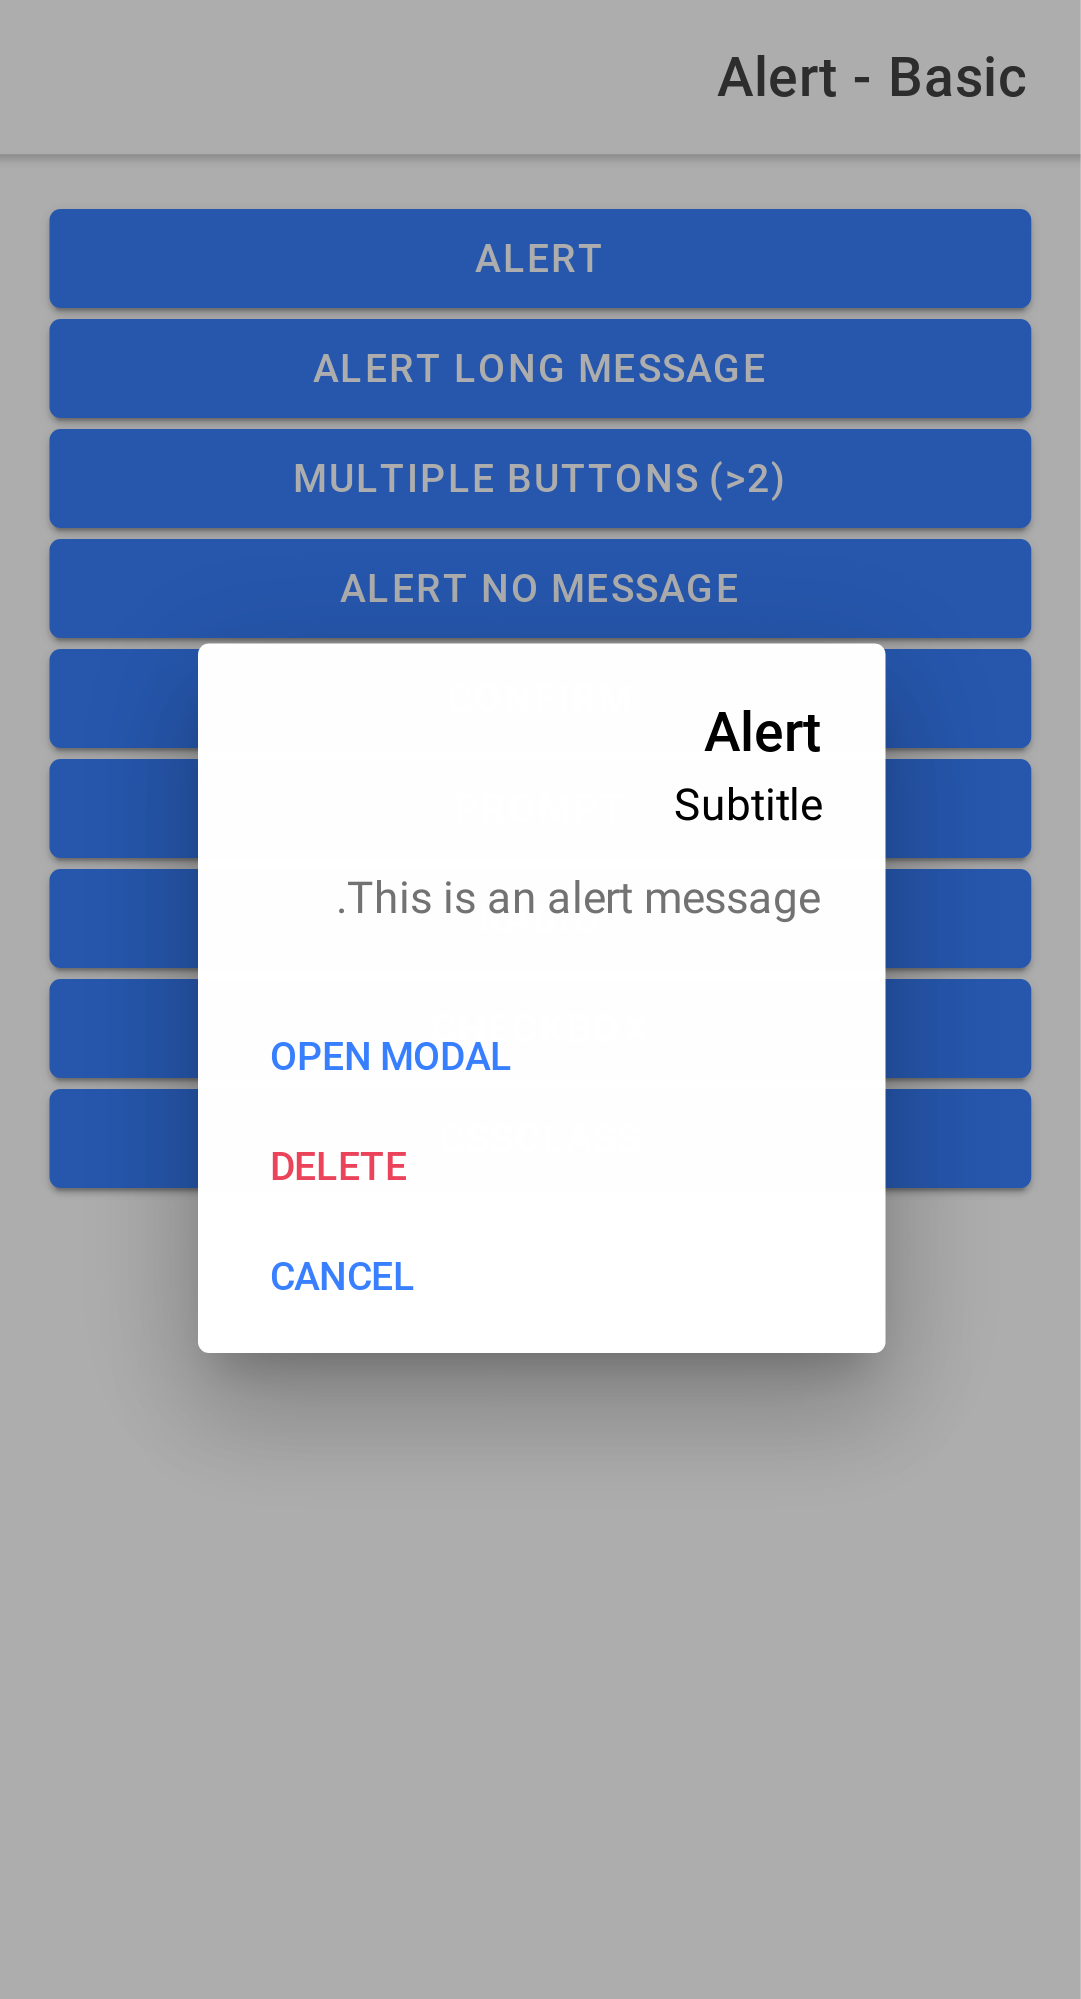 Alert - Basic
ALERT
ALERT LONG MESSAGE
MULTIPLE BUTTONS (>2)
ALERT NO MESSAGE
Alert
Subtitle
.This is an alert message
OPEN MODAL
DELETE
CANCEL